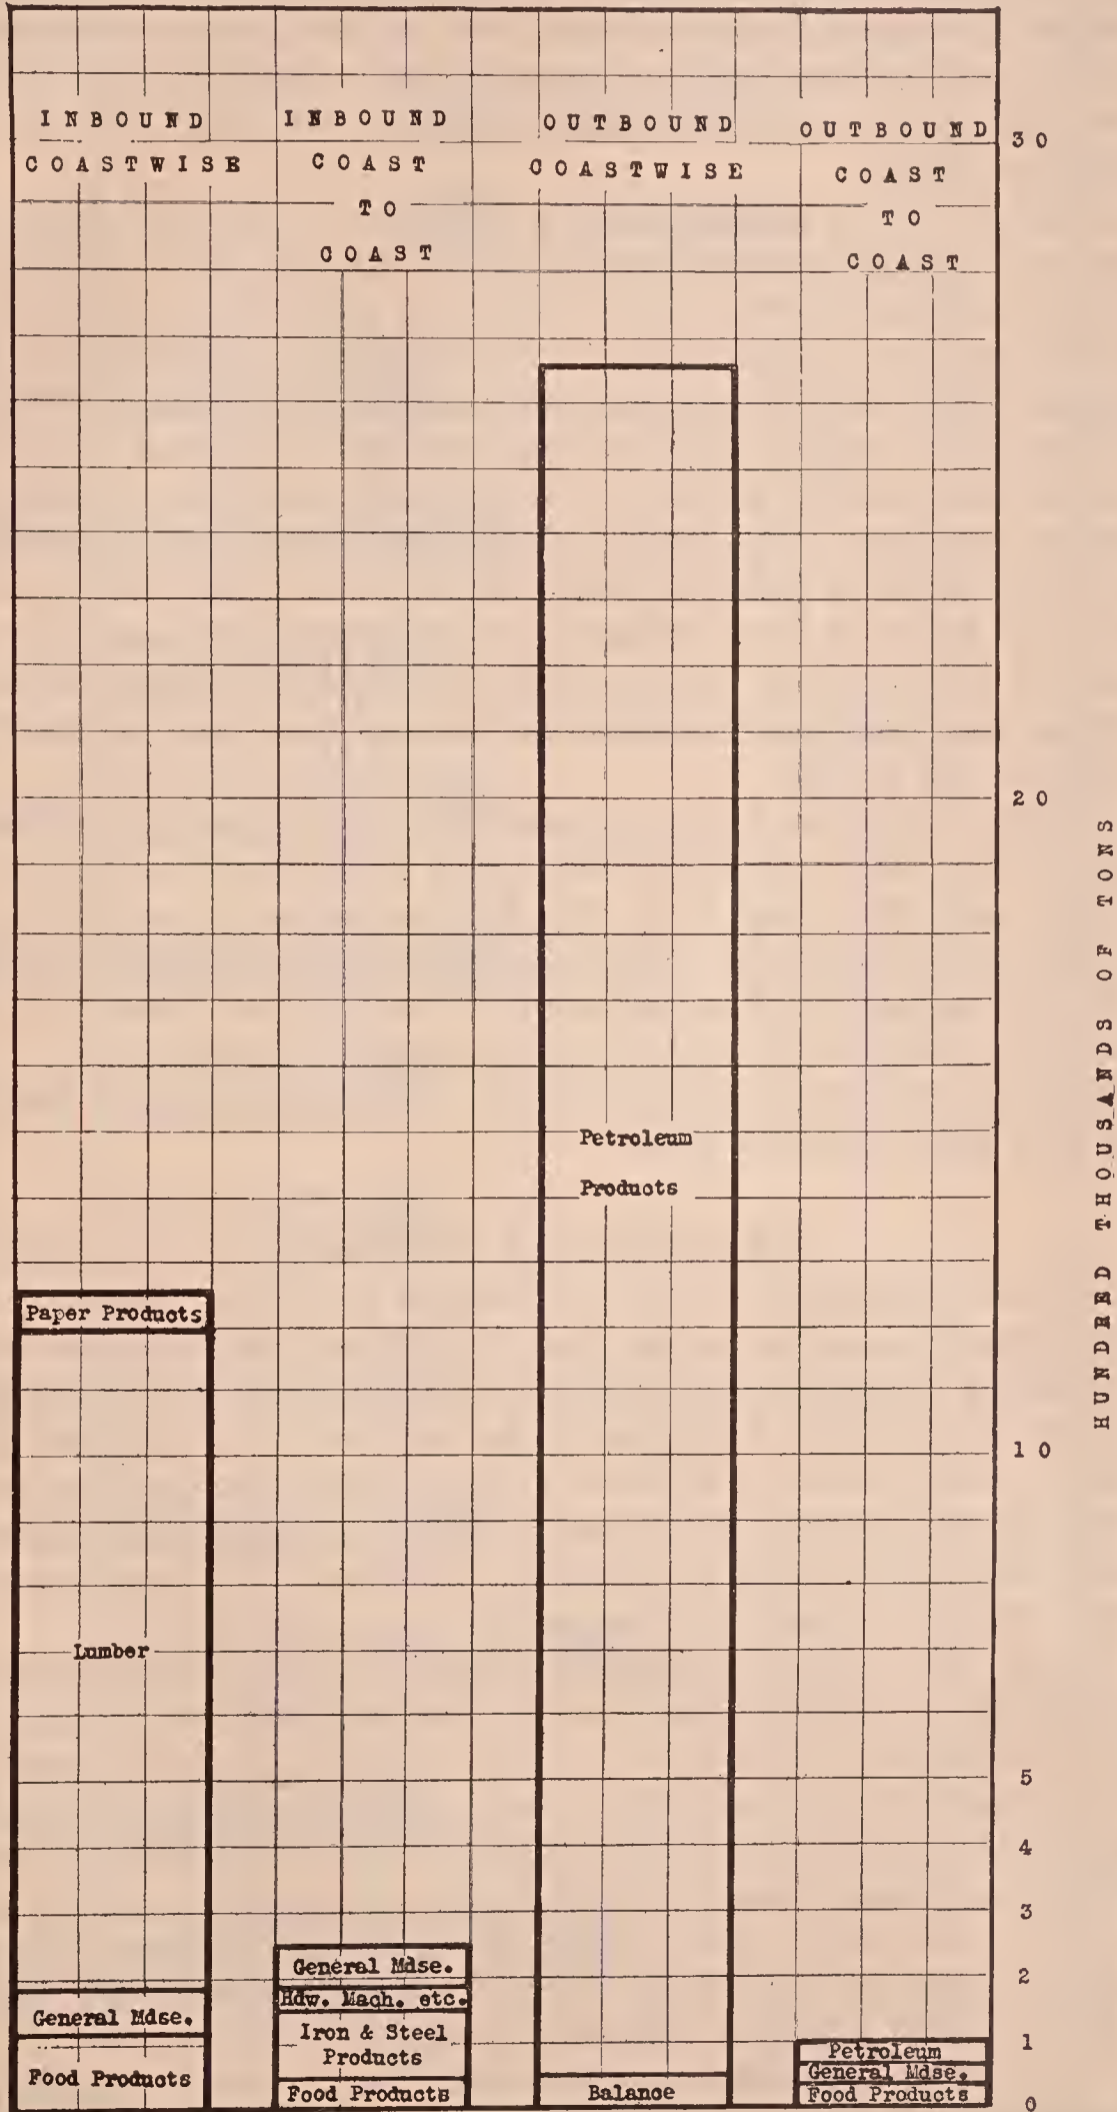 INBOUND
COASTWISE
INBOUND
COAST
TO
COAST
OUTBOUND
COASTWISE
OUTBOUND
COAST
TO
COAST
30
20
10
5
4
3
2
1
0
HUNDRED THOUSANDS OF TONS
Paper Products
Lumber
General Mdse.
Food Products
General Mdse.
Hdw. Mach. etc.
Iron & Steel
Products
Food Products
Petroleum
Products
Balance
Petroleum
General Mdse.
Food Products